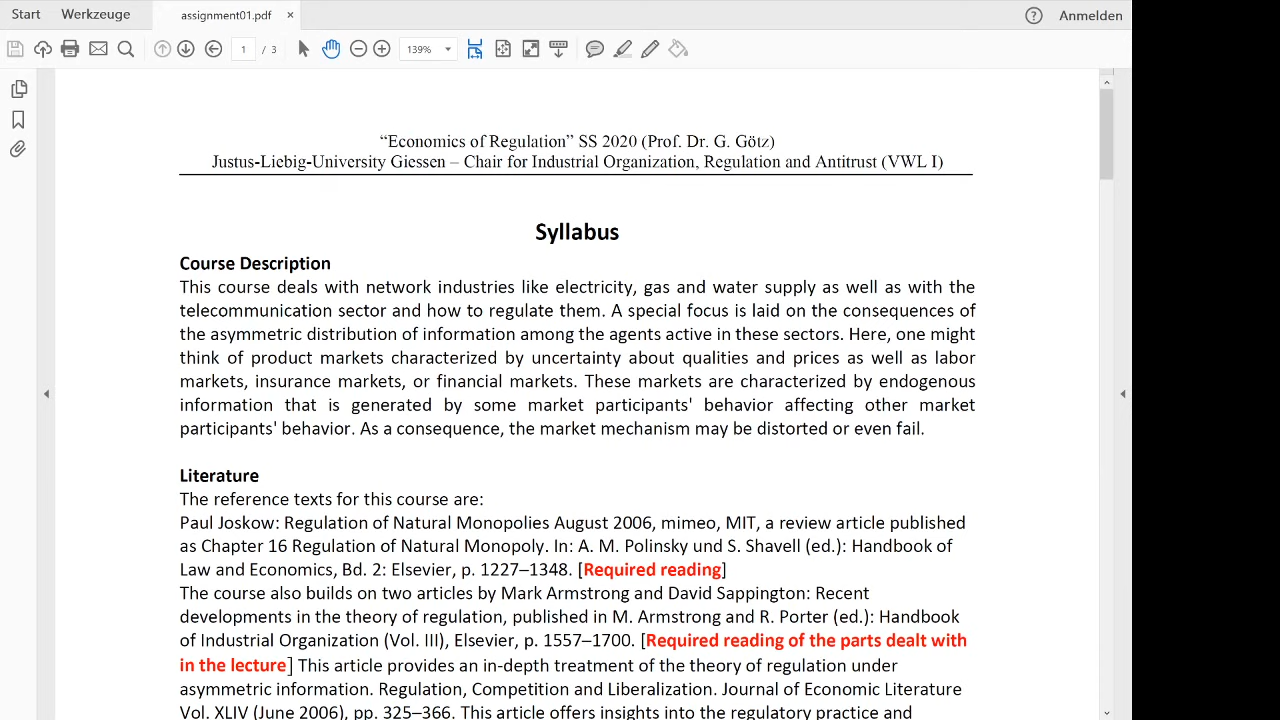 Start Werkzeuge assignment01.pdf × ? Anmelden
1 / 3 139%
“Economics of Regulation” SS 2020 (Prof. Dr. G. Götz)
Justus-Liebig-University Giessen – Chair for Industrial Organization, Regulation and Antitrust (VWL I)
Syllabus
Course Description
This course deals with network industries like electricity, gas and water supply as well as with the
telecommunication sector and how to regulate them. A special focus is laid on the consequences of
the asymmetric distribution of information among the agents active in these sectors. Here, one might
think of product markets characterized by uncertainty about qualities and prices as well as labor
markets, insurance markets, or financial markets. These markets are characterized by endogenous
information that is generated by some market participants' behavior affecting other market
participants' behavior. As a consequence, the market mechanism may be distorted or even fail.
Literature
The reference texts for this course are:
Paul Joskow: Regulation of Natural Monopolies August 2006, mimeo, MIT, a review article published
as Chapter 16 Regulation of Natural Monopoly. In: A. M. Polinsky und S. Shavell (ed.): Handbook of
Law and Economics, Bd. 2: Elsevier, p. 1227–1348. [Required reading]
The course also builds on two articles by Mark Armstrong and David Sappington: Recent
developments in the theory of regulation, published in M. Armstrong and R. Porter (ed.): Handbook
of Industrial Organization (Vol. III), Elsevier, p. 1557–1700. [Required reading of the parts dealt with
in the lecture] This article provides an in-depth treatment of the theory of regulation under
asymmetric information. Regulation, Competition and Liberalization. Journal of Economic Literature
Vol. XLIV (June 2006), pp. 325–366. This article offers insights into the regulatory practice and